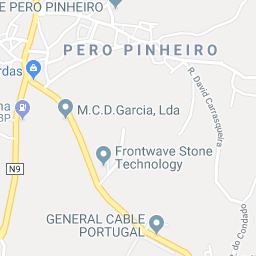 E PERO PINHEIRO
PERO PINHEIRO
rdas
R. David Carrasqueira
M.C.D.Garcia, Lda
na
BP
Frontwave Stone
Technology
N9
GENERAL CABLE
PORTUGAL
R. do Condapo